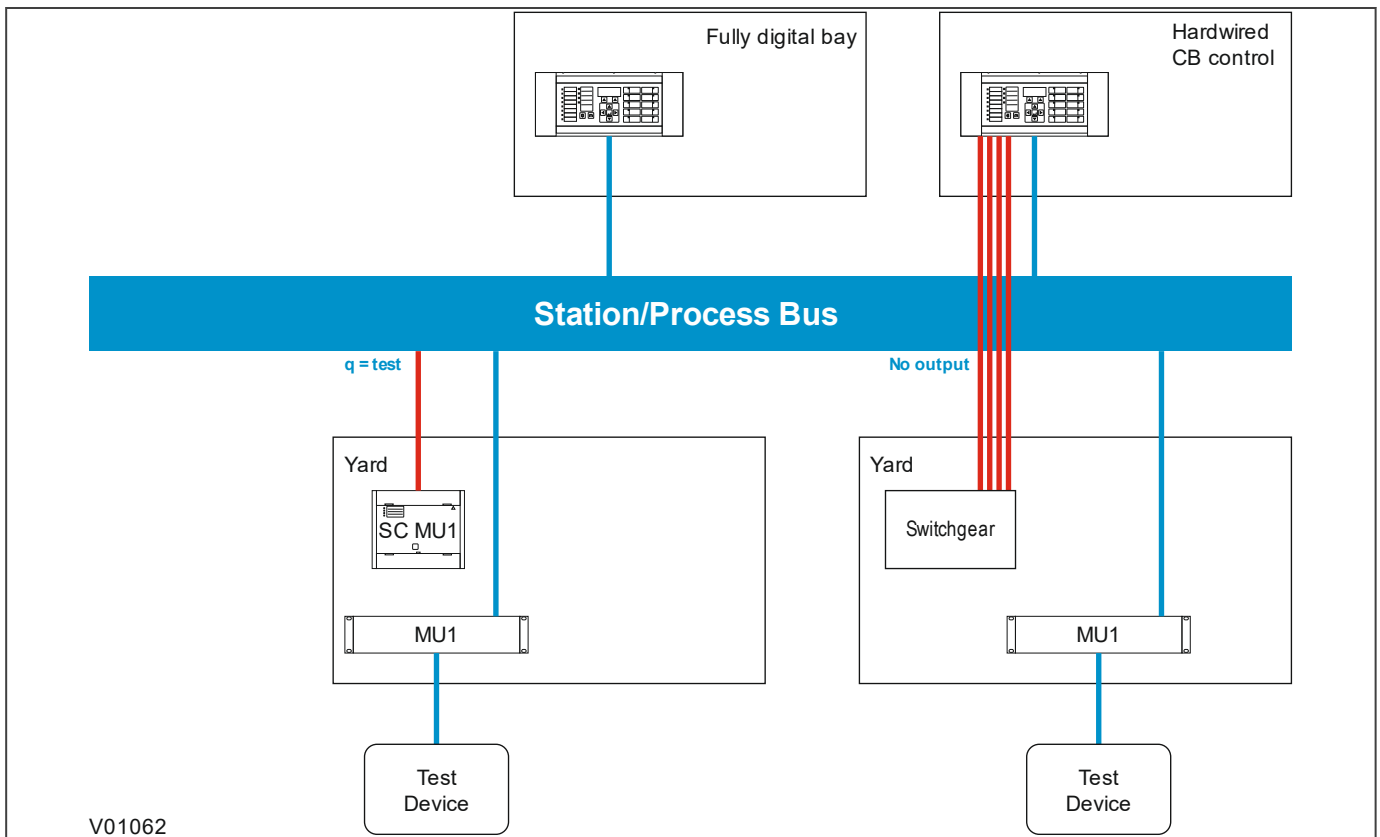 Fully digital bay
Hardwired
CB control
Station/Process Bus
q = test
No output
Yard
Yard
SC MU1
Switchgear
MU1
MU1
Test
Device
Test
Device
V01062